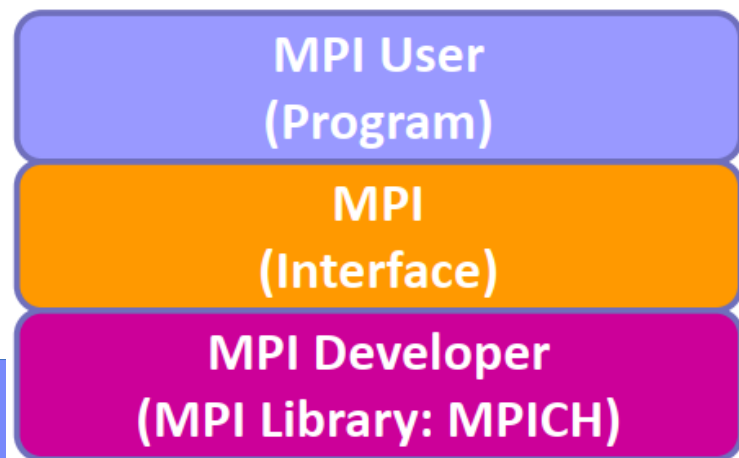 MPI User
(Program)
MPI
(Interface)
MPI Developer
(MPI Library: MPICH)